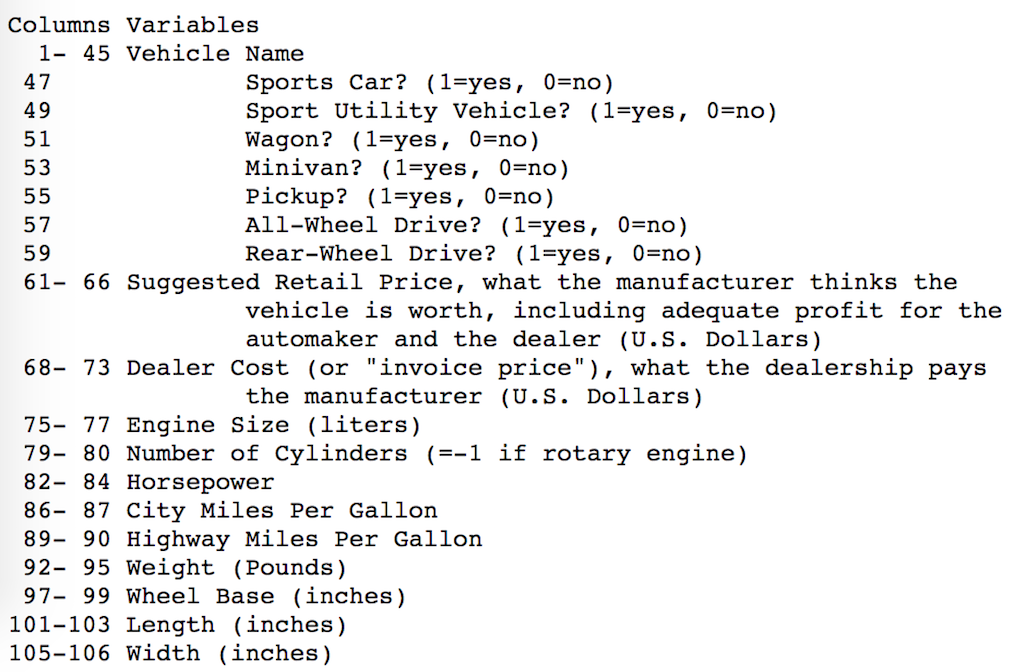 Columns Variables
1- 45 Vehicle Name
47 Sports Car? (1=yes, 0=no)
49 Sport Utility Vehicle? (1=yes, 0=no)
51 Wagon? (1=yes, 0=no)
53 Minivan? (1=yes, 0=no)
55 Pickup? (1=yes, 0=no)
57 All-Wheel Drive? (1=yes, 0=no)
59 Rear-Wheel Drive? (1=yes, 0=no)
61- 66 Suggested Retail Price, what the manufacturer thinks the
vehicle is worth, including adequate profit for the
automaker and the dealer (U.S. Dollars)
68- 73 Dealer Cost (or "invoice price"), what the dealership pays
the manufacturer (U.S. Dollars)
75- 77 Engine Size (liters)
79- 80 Number of Cylinders (=-1 if rotary engine)
82- 84 Horsepower
86- 87 City Miles Per Gallon
89- 90 Highway Miles Per Gallon
92- 95 Weight (Pounds)
97- 99 Wheel Base (inches)
101-103 Length (inches)
105-106 Width (inches)